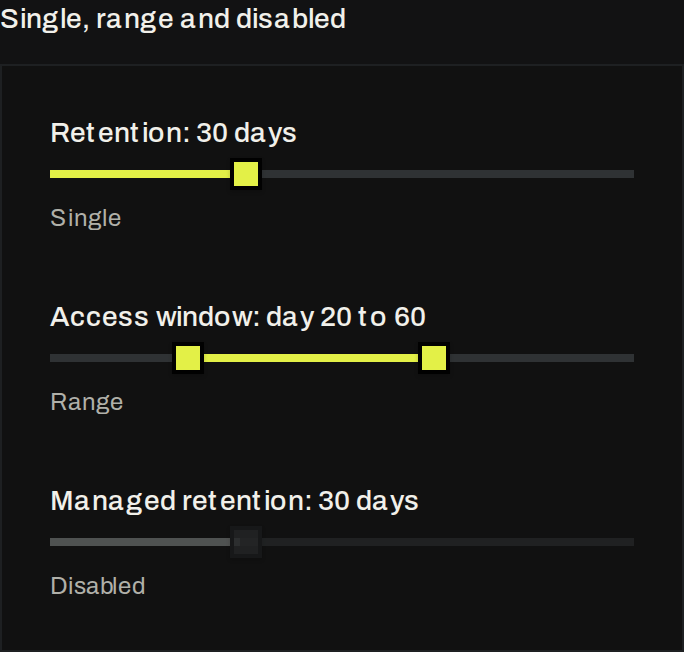 Single, range and disabled
Retention: 30 days
Single
Access window: day 20 to 60
Range
Managed retention: 30 days
Disabled